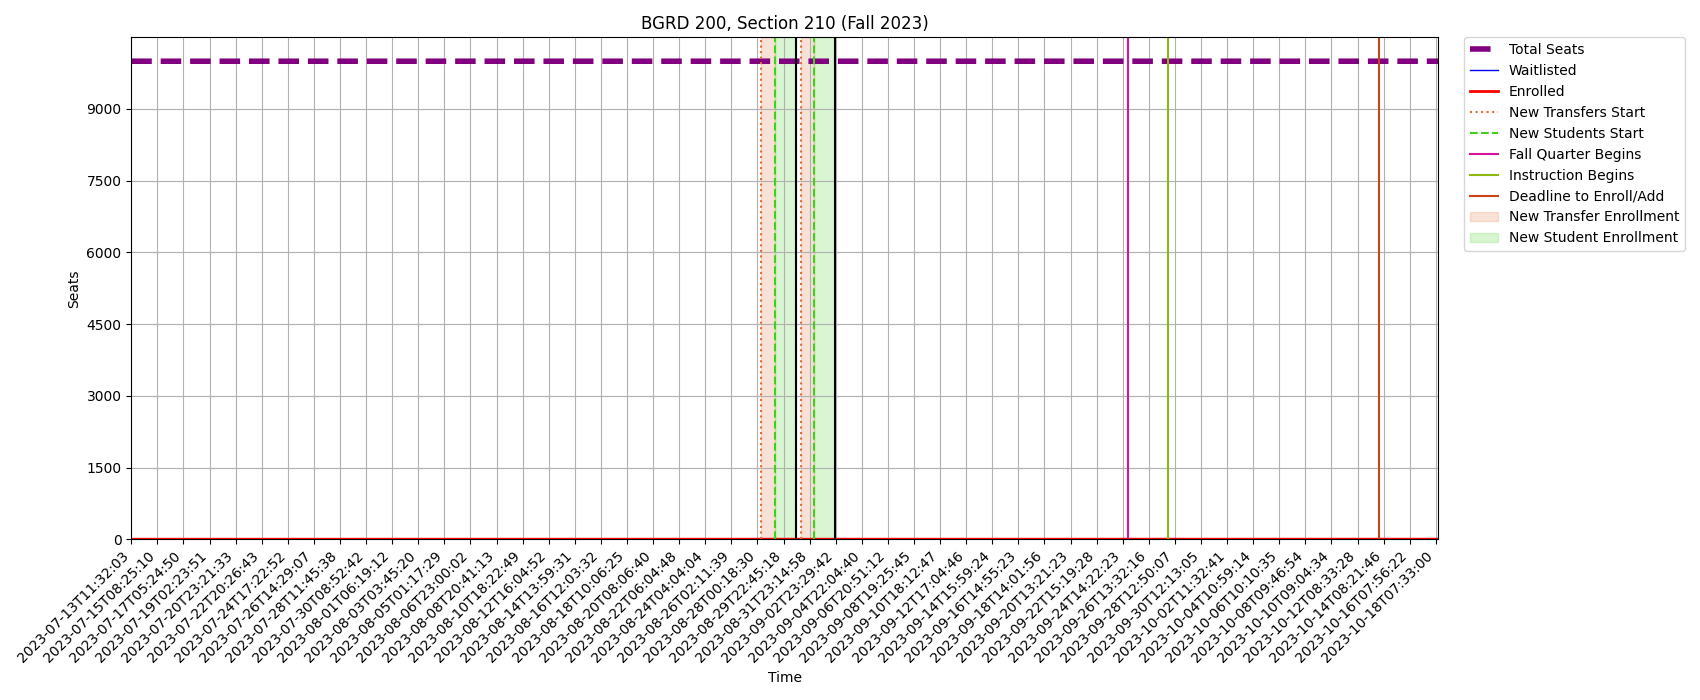 BGRD 200, Section 210 (Fall 2023)
Total Seats
Waitlisted
Enrolled
New Transfers Start
New Students Start
Fall Quarter Begins
Instruction Begins
Deadline to Enroll/Add
New Transfer Enrollment
New Student Enrollment
Seats
9000
7500
6000
4500
3000
1500
0
2023-07-13T11:32:03
2023-07-15T08:25:10
2023-07-17T05:24:50
2023-07-19T02:23:51
2023-07-20T23:21:33
2023-07-22T20:26:43
2023-07-24T17:22:52
2023-07-26T14:29:07
2023-07-28T11:45:38
2023-07-30T08:52:42
2023-08-01T06:19:12
2023-08-03T03:45:20
2023-08-05T01:17:29
2023-08-06T23:00:02
2023-08-08T20:41:13
2023-08-10T18:22:49
2023-08-12T16:04:52
2023-08-14T13:59:31
2023-08-16T12:03:32
2023-08-18T10:06:25
2023-08-20T08:06:40
2023-08-22T06:04:48
2023-08-24T04:04:04
2023-08-26T02:11:39
2023-08-28T00:18:30
2023-08-29T22:45:18
2023-08-31T23:14:58
2023-09-02T23:29:42
2023-09-04T22:04:40
2023-09-06T20:51:12
2023-09-08T19:25:45
2023-09-10T18:12:47
2023-09-12T17:04:46
2023-09-14T15:59:24
2023-09-16T14:55:23
2023-09-18T14:01:56
2023-09-20T13:21:23
2023-09-22T15:19:28
2023-09-24T14:22:23
2023-09-26T13:32:16
2023-09-28T12:50:07
2023-09-30T12:13:05
2023-10-02T11:32:41
2023-10-04T10:59:14
2023-10-06T10:10:35
2023-10-08T09:46:54
2023-10-10T09:04:34
2023-10-12T08:33:28
2023-10-14T08:21:46
2023-10-16T07:56:22
2023-10-18T07:33:00
Time